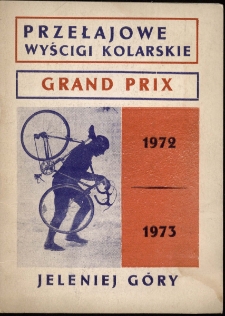 PRZEŁAJOWE
WYŚCIGI KOLARSKIE
GRAND PRIX
1972
1973
JELENIEJ GÓRY